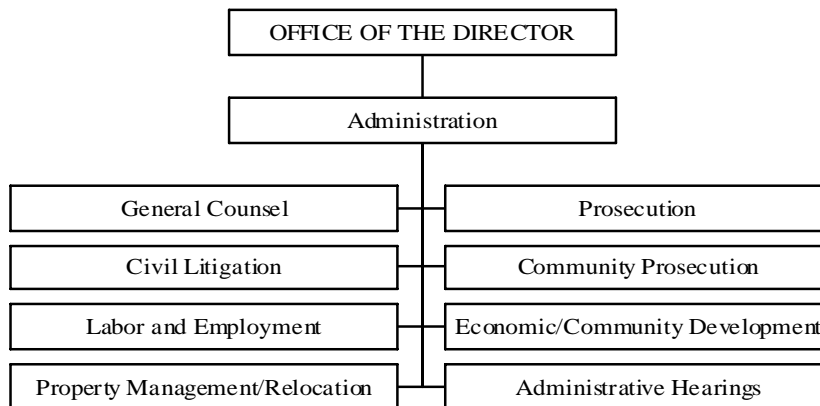 OFFICE OF THE DIRECTOR
Administration
General Counsel
Prosecution
Civil Litigation
Community Prosecution
Labor and Employment
Economic/Community Development
Property Management/Relocation
Administrative Hearings